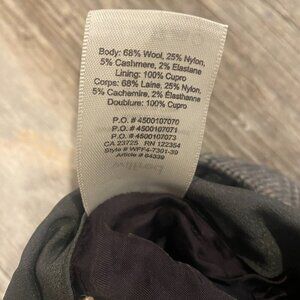 Body: 68% Wool, 25% Nylon,
5% Cashmere, 2% Elastane
Lining: 100% Cupro
Corps: 68% Laine, 25% Nylon,
5% Cachemire, 2% Élasthanne
Doublure: 100% Cupro
P.O. # 4500107070
P.O. # 4500107071
P.O. # 4500107073
CA 23725 RN 122354
Style # WFF4-7301-39
Article # 64339